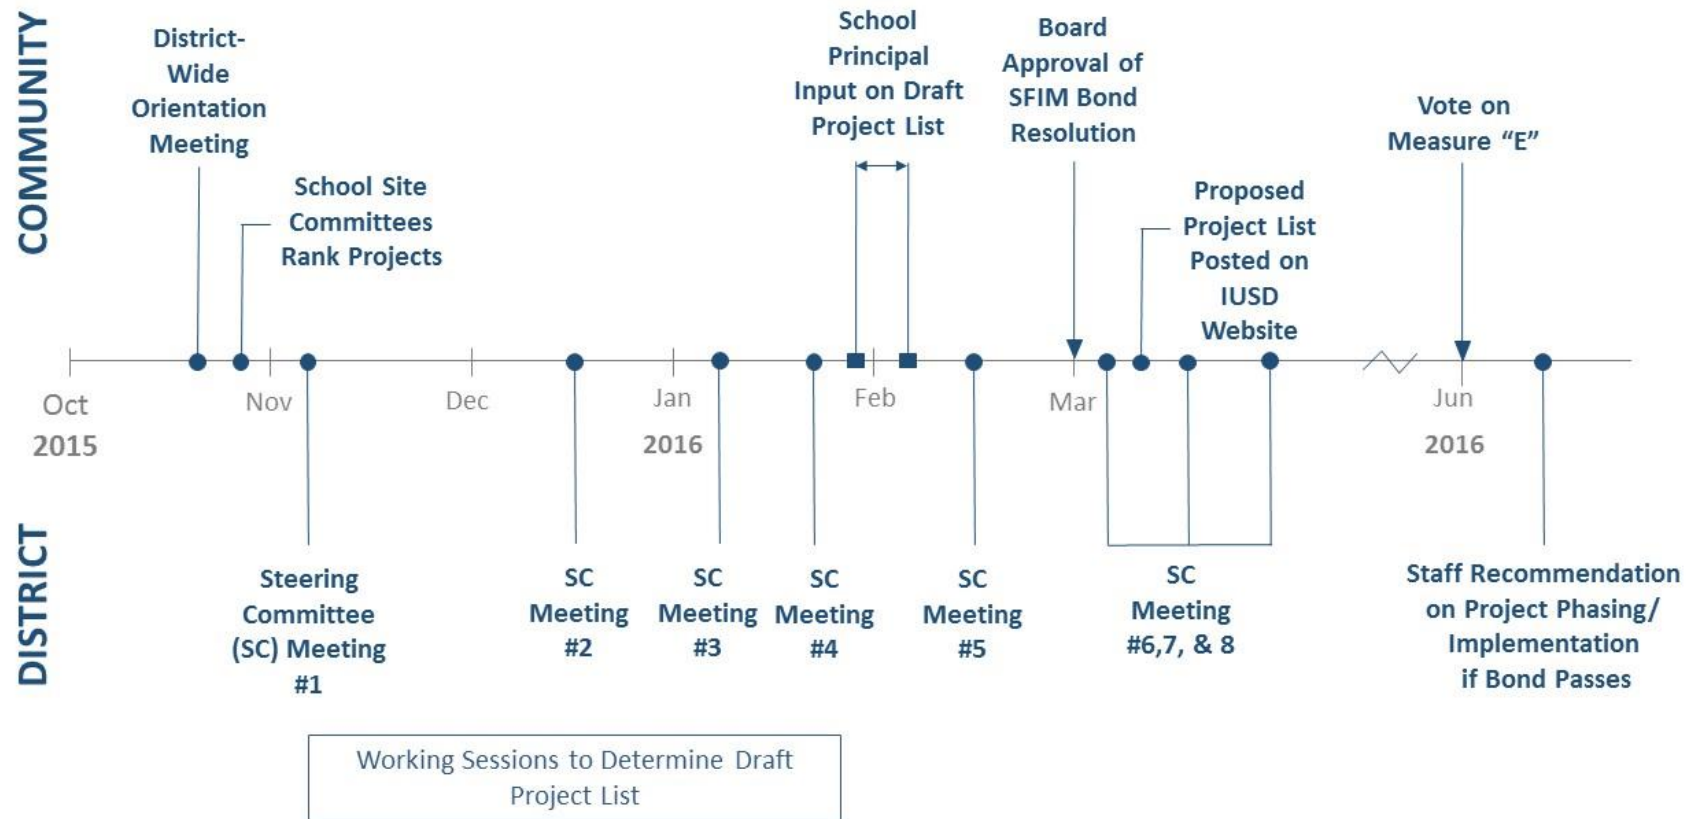 COMMUNITY
District-
Wide
Orientation
Meeting
School Site
Committees
Rank Projects
School
Principal
Input on Draft
Project List
Board
Approval of
SFIM Bond
Resolution
Proposed
Project List
Posted on
IUSD
Website
Vote on
Measure “E”
Oct
2015
Nov
Dec
Jan
2016
Feb
Mar
Jun
2016
DISTRICT
Steering
Committee
(SC) Meeting
#1
SC
Meeting
#2
SC
Meeting
#3
SC
Meeting
#4
SC
Meeting
#5
SC
Meeting
#6,7, & 8
Staff Recommendation
on Project Phasing/
Implementation
if Bond Passes
Working Sessions to Determine Draft
Project List